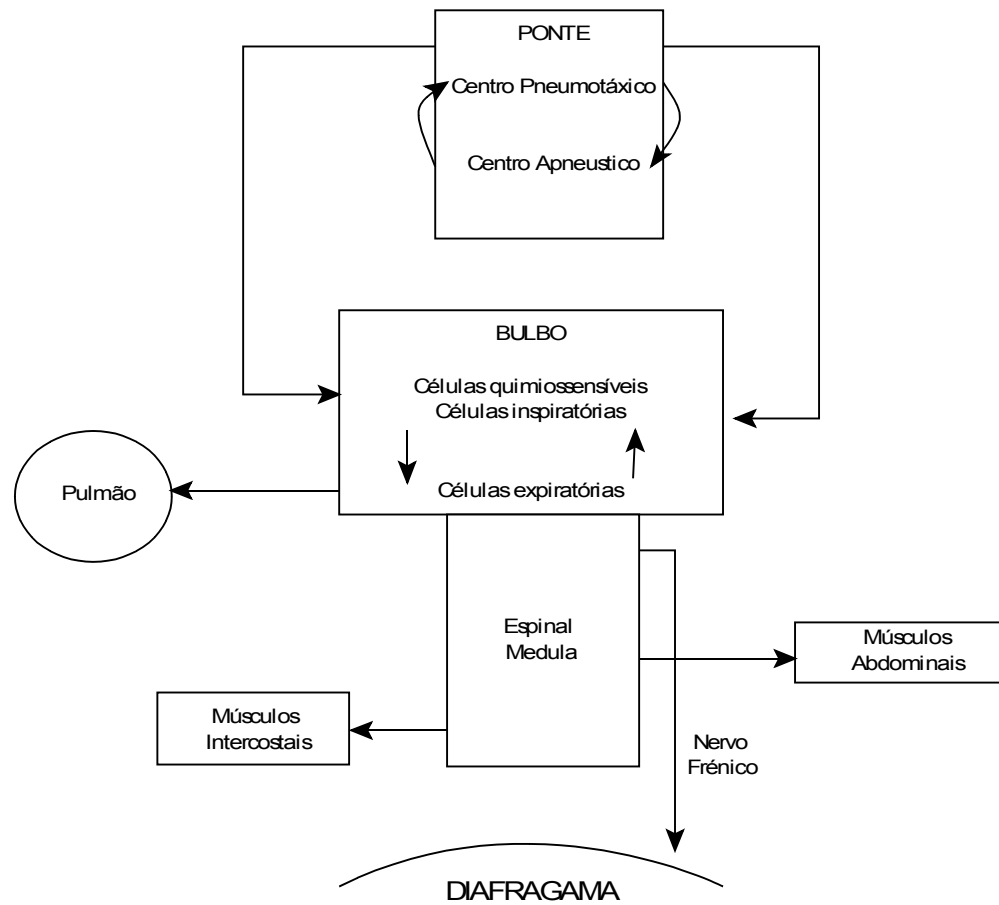 PONTE
Centro Pneumotáxico
Centro Apneustico
BULBO
Células quimiossensíveis
Células inspiratórias
Células expiratórias
Pulmão
Espinal
Medula
Músculos
Abdominais
Músculos
Intercostais
Nervo
Frénico
DIAFRAGAMA